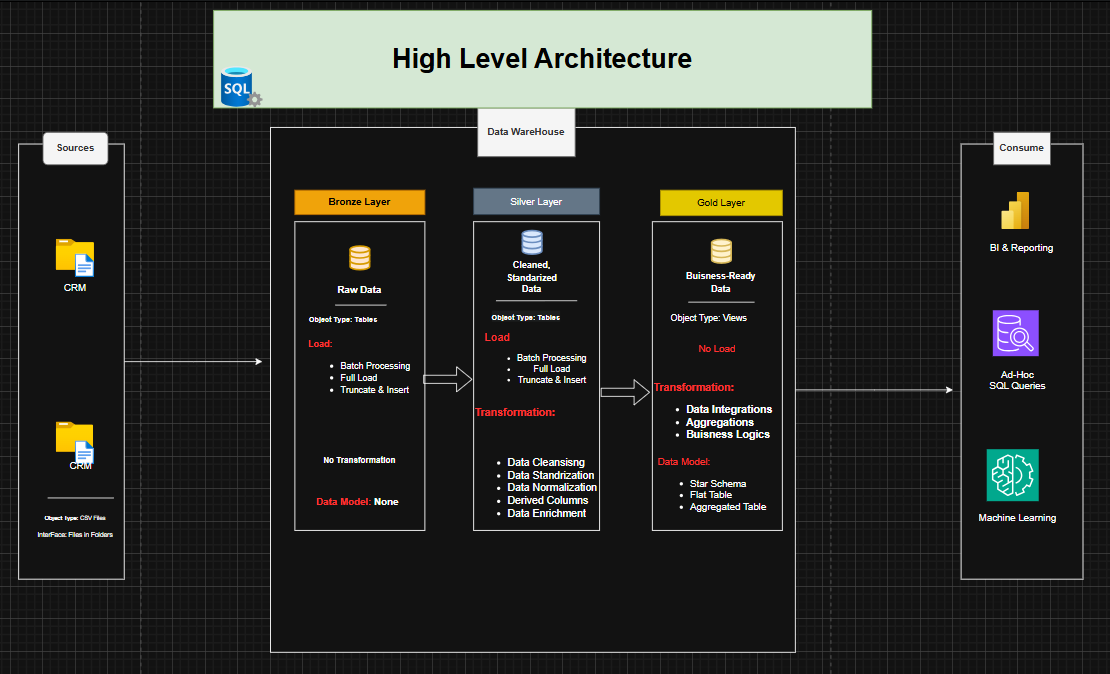 High Level Architecture
SQL
Sources
CRM
CRM
Object Type: CSV Files
InterFace: Files in Folders
Data WareHouse
Bronze Layer
Raw Data
Object Type: Tables
Load:
Batch Processing
Full Load
Truncate & Insert
No Transformation
Data Model: None
Silver Layer
Cleaned,
Standarized
Data
Object Type: Tables
Load
Batch Processing
Full Load
Truncate & Insert
Transformation:
Data Cleansisng
Data Standrization
Data Normalization
Derived Columns
Data Enrichment
Gold Layer
Buisness-Ready
Data
Object Type: Views
No Load
Transformation:
Data Integrations
Aggregations
Buisness Logics
Data Model:
Star Schema
Flat Table
Aggregated Table
Consume
BI & Reporting
Ad-Hoc
SQL Queries
Machine Learning